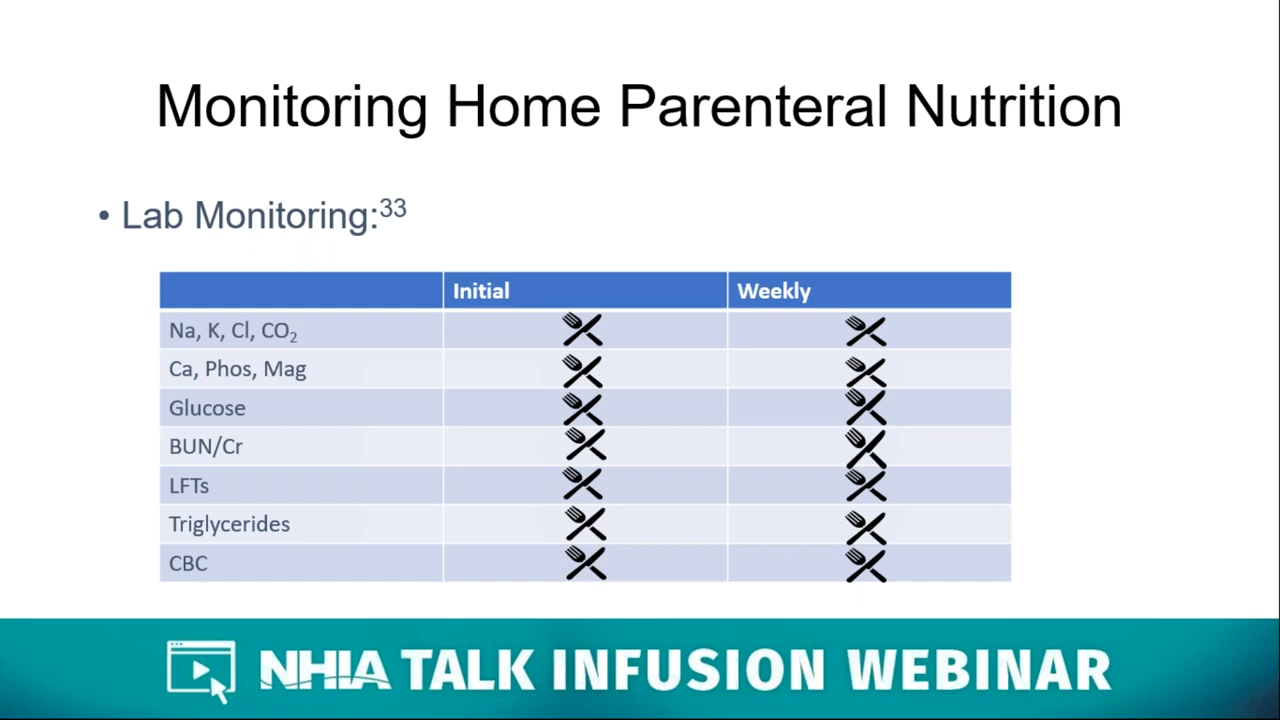 Monitoring Home Parenteral Nutrition
• Lab Monitoring:³³
Initial Weekly
Na, K, Cl, CO₂
Ca, Phos, Mag
Glucose
BUN/Cr
LFTs
Triglycerides
CBC
NHIA TALK INFUSION WEBINAR